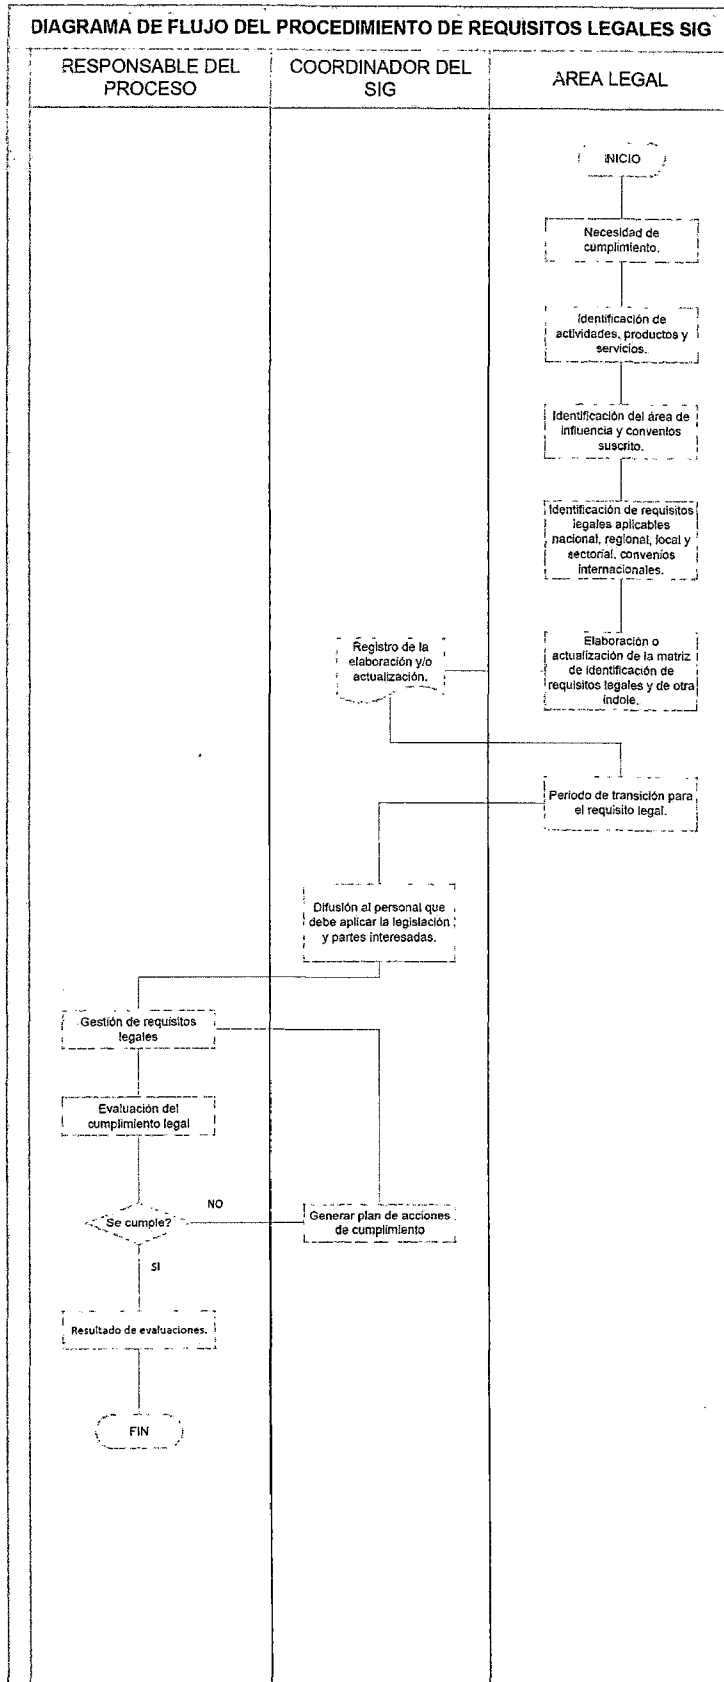 DIAGRAMA DE FLUJO DEL PROCEDIMIENTO DE REQUISITOS LEGALES SIG
RESPONSABLE DEL
PROCESO
COORDINADOR DEL
SIG
AREA LEGAL
INICIO
Necesidad de
cumplimiento.
Identificación de
actividades, productos y
servicios.
Identificación del área de
influencia y convenios
suscrito.
Identificación de requisitos
legales aplicables
nacional, regional, local y
sectorial, convenios
internacionales.
Elaboración o
actualización de la matriz
de identificación de
requisitos legales y de otra
índole.
Registro de la
elaboración y/o
actualización.
Periodo de transición para
el requisito legal.
Difusión al personal que
debe aplicar la legislación
y partes interesadas.
Gestión de requisitos
legales
Evaluación del
cumplimiento legal
Se cumple?
NO
Generar plan de acciones
de cumplimiento
SI
Resultado de evaluaciones.
FIN